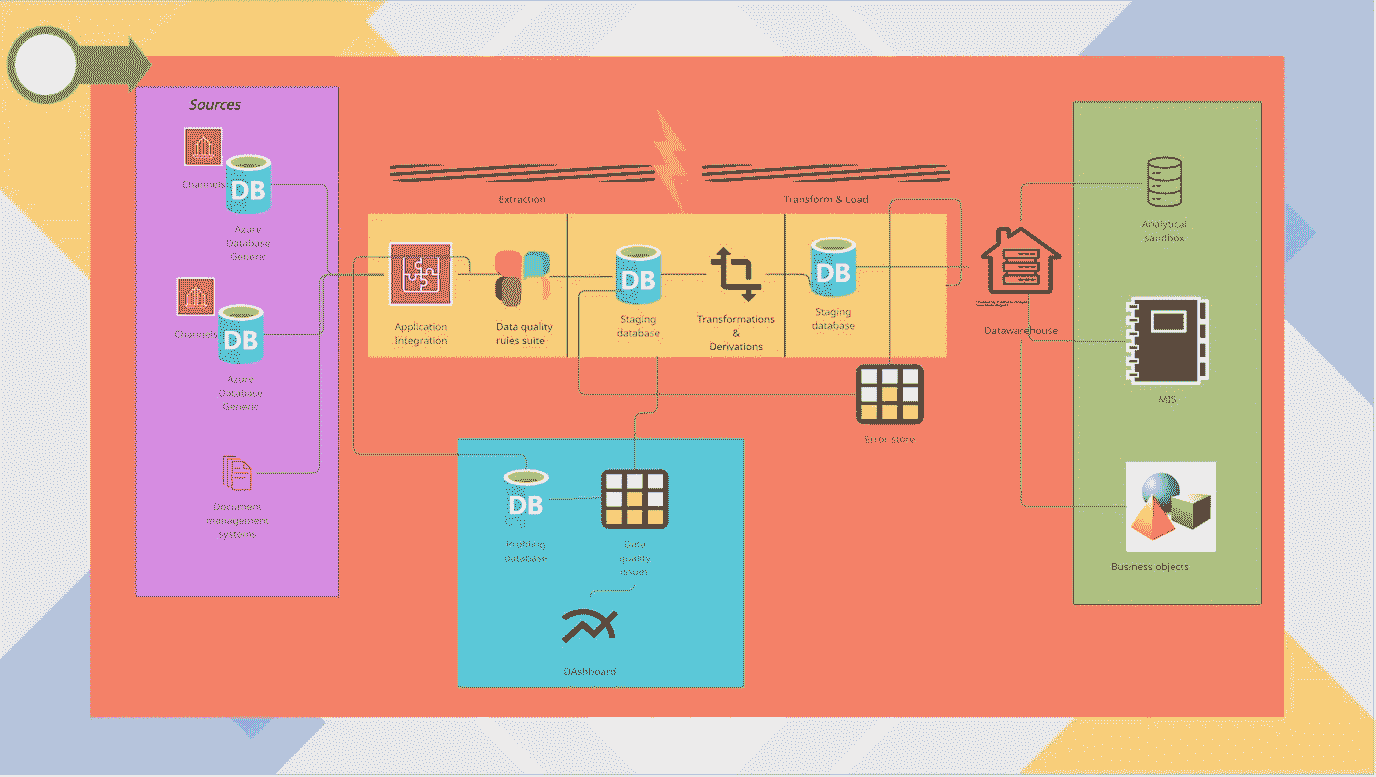 Sources
Channels
DB
Azure
Database
Generic
Channels
DB
Azure
Database
Generic
Document
management
systems
Extraction
Transform & Load
Application
Integration
Data quality
rules suite
DB
Staging
database
Transformations
&
Derivations
DB
Staging
database
Error store
DB
Profiling
database
Data
quality
issues
DAshboard
Datawarehouse
Analytical
sandbox
MIS
Business objects